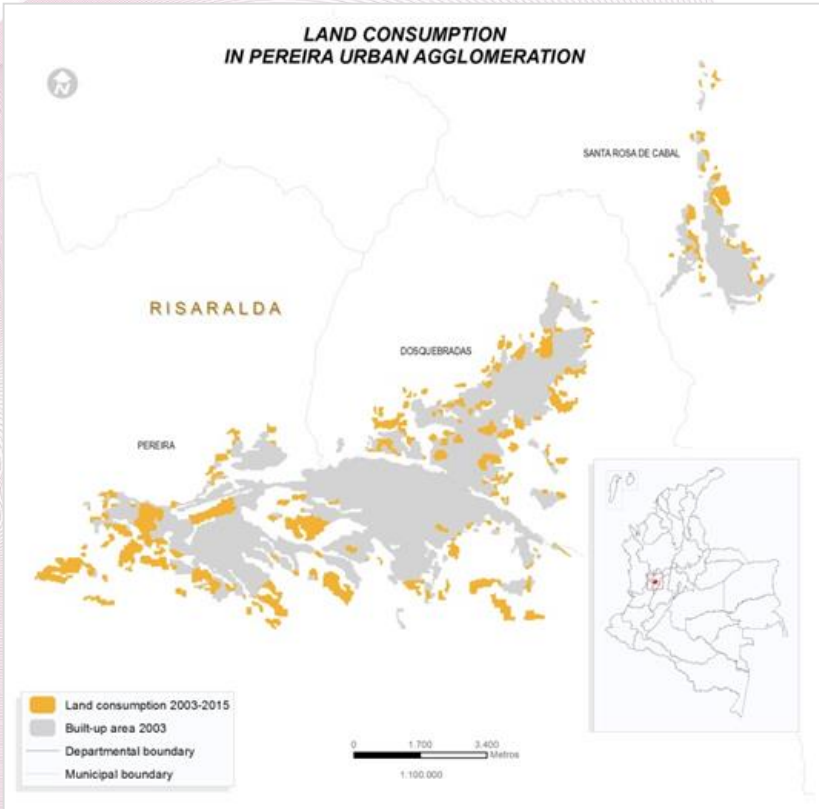 LAND CONSUMPTION
IN PEREIRA URBAN AGGLOMERATION
N
SANTA ROSA DE CABAL
RISARALDA
DOSQUEBRADAS
PEREIRA
Land consumption 2003-2015
Built-up area 2003
Departmental boundary
Municipal boundary
0 1.700 3.400
Metros
1:100.000